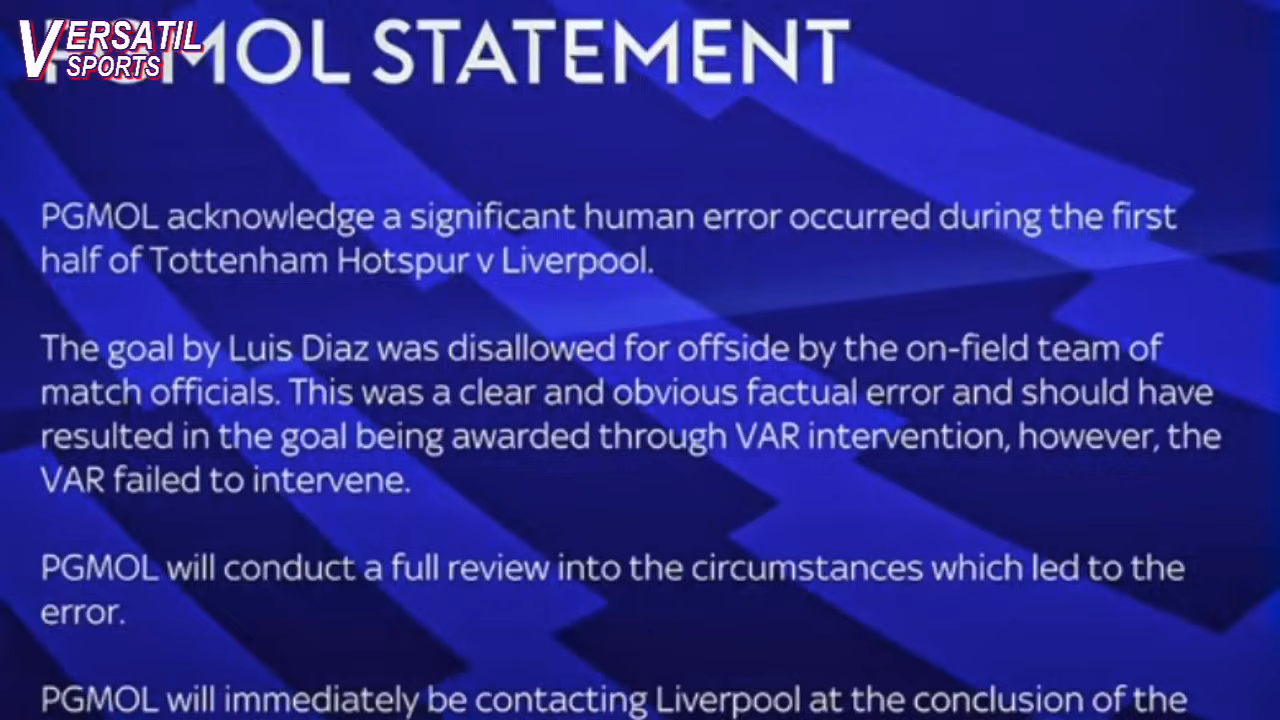 VERSATIL
SPORTS
PGMOL STATEMENT
PGMOL acknowledge a significant human error occurred during the first
half of Tottenham Hotspur v Liverpool.
The goal by Luis Diaz was disallowed for offside by the on-field team of
match officials. This was a clear and obvious factual error and should have
resulted in the goal being awarded through VAR intervention, however, the
VAR failed to intervene.
PGMOL will conduct a full review into the circumstances which led to the
error.
PGMOL will immediately be contacting Liverpool at the conclusion of the